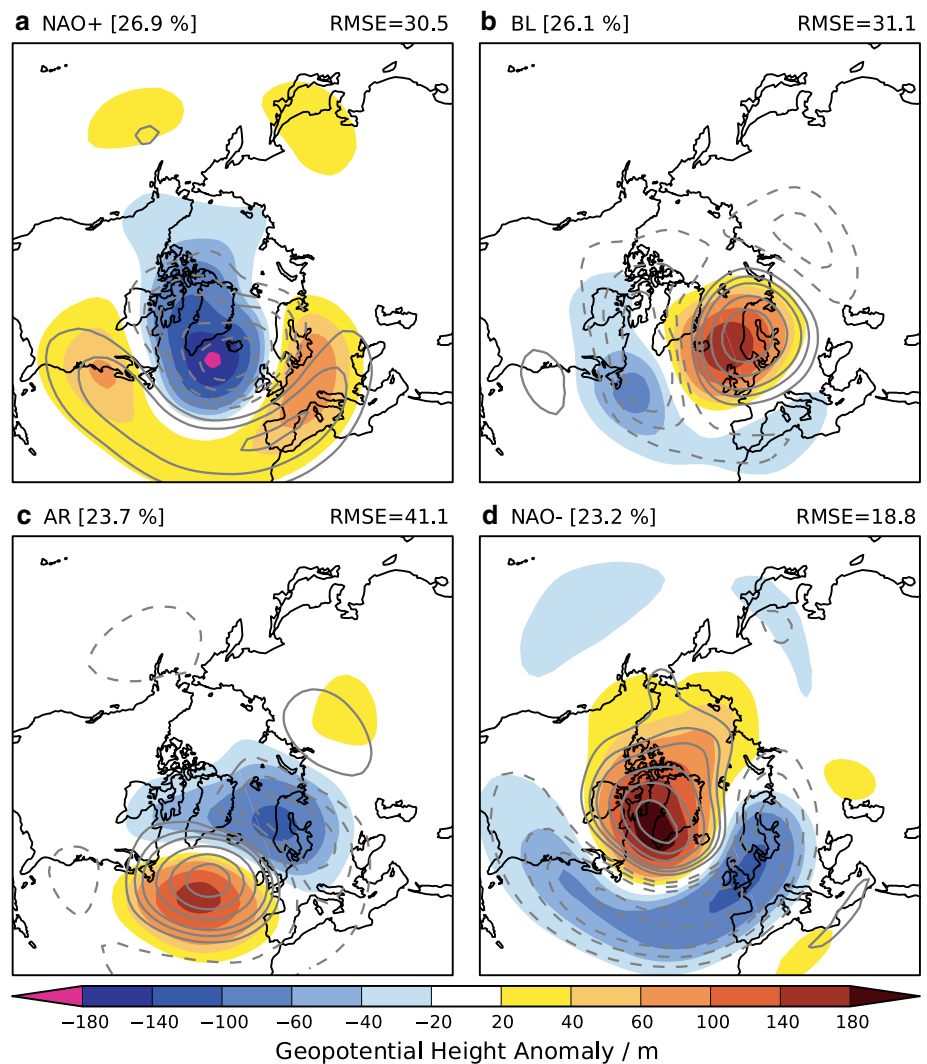 a NAO+ [26.9 %] RMSE=30.5
b BL [26.1 %] RMSE=31.1
c AR [23.7 %] RMSE=41.1
d NAO- [23.2 %] RMSE=18.8
−180 −140 −100 −60 −40 −20 20 40 60 100 140 180
Geopotential Height Anomaly / m